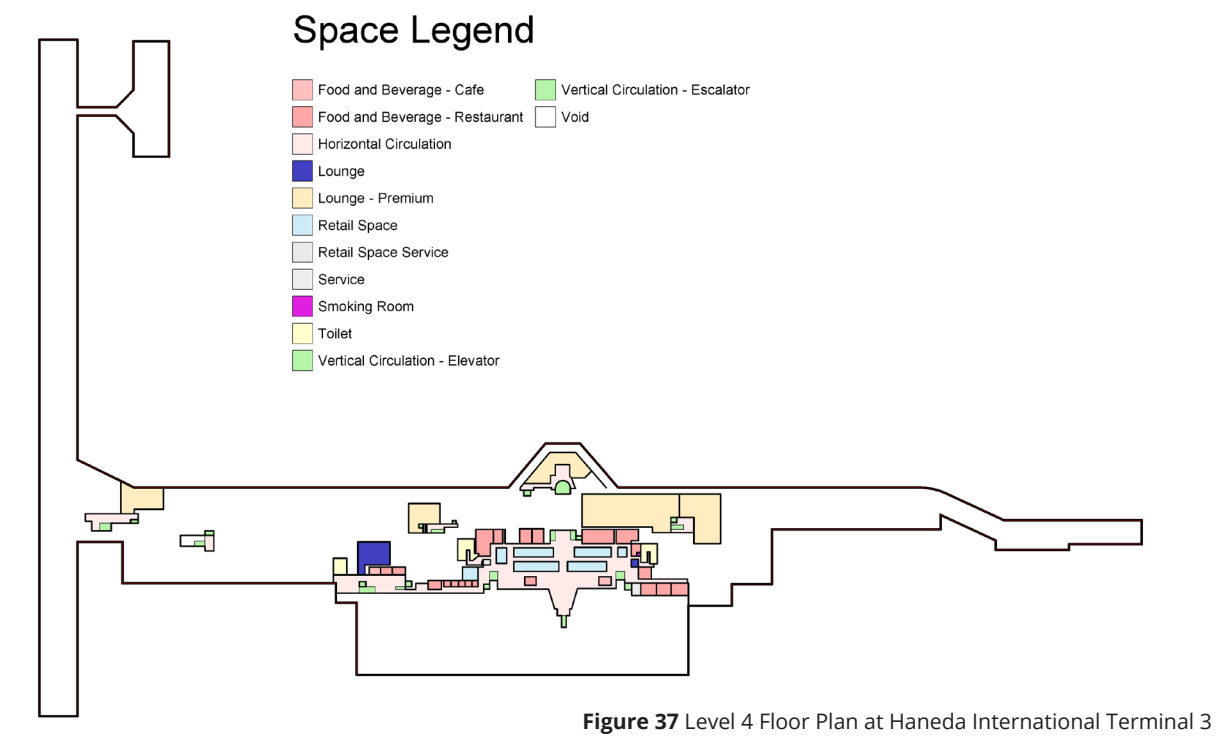 Space Legend
Food and Beverage - Cafe
Food and Beverage - Restaurant
Horizontal Circulation
Lounge
Lounge - Premium
Retail Space
Retail Space Service
Service
Smoking Room
Toilet
Vertical Circulation - Elevator
Vertical Circulation - Escalator
Void
Figure 37 Level 4 Floor Plan at Haneda International Terminal 3